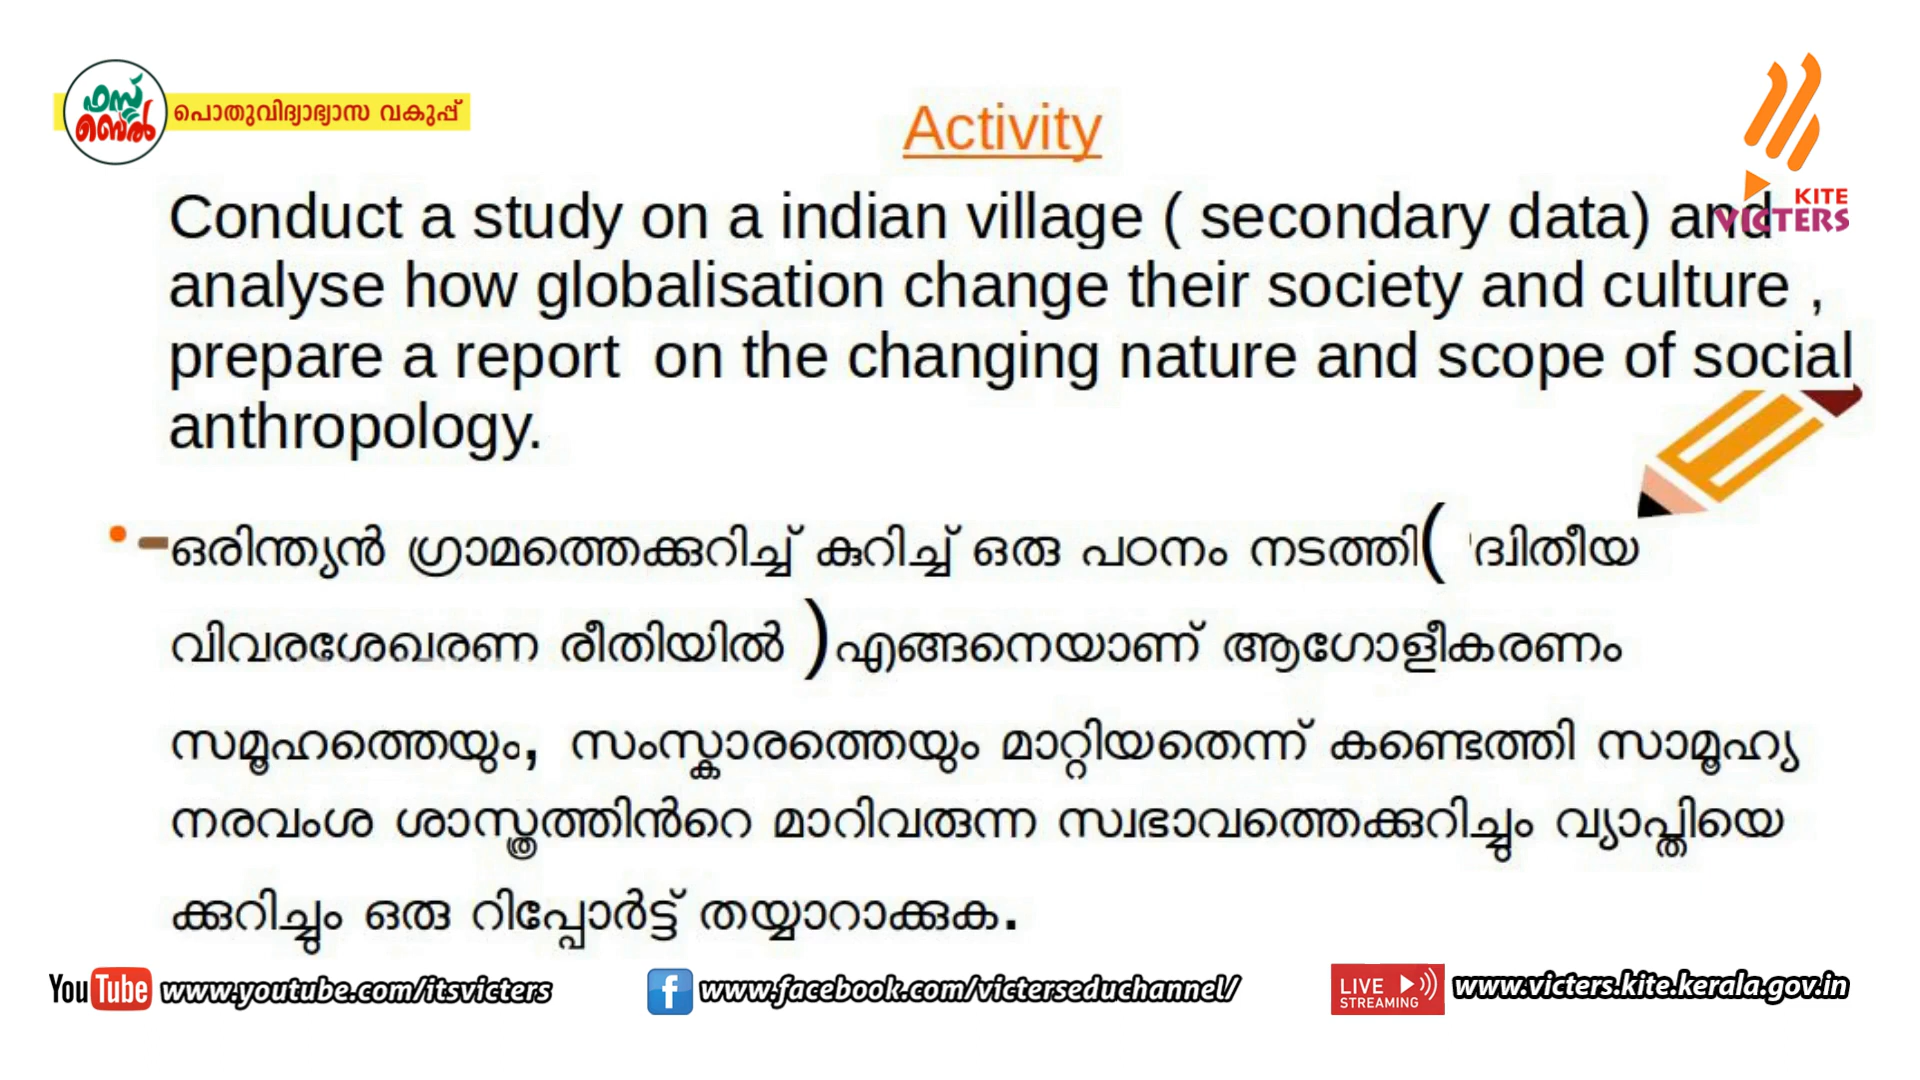 ഫസ്റ്റ്
ബെൽ
പൊതുവിദ്യാഭ്യാസ വകുപ്പ്
Activity
KITE
VICTERS
Conduct a study on a indian village ( secondary data) and
analyse how globalisation change their society and culture ,
prepare a report on the changing nature and scope of social
anthropology.
ഒരിന്ത്യൻ ഗ്രാമത്തെക്കുറിച്ച് കുറിച്ച് ഒരു പഠനം നടത്തി( 'ദ്വിതീയ
വിവരശേഖരണ രീതിയിൽ )എങ്ങനെയാണ് ആഗോളീകരണം
സമൂഹത്തെയും, സംസ്കാരത്തെയും മാറ്റിയതെന്ന് കണ്ടെത്തി സാമൂഹ്യ
നരവംശ ശാസ്ത്രത്തിൻറെ മാറിവരുന്ന സ്വഭാവത്തെക്കുറിച്ചും വ്യാപ്തിയെ
ക്കുറിച്ചും ഒരു റിപ്പോർട്ട് തയ്യാറാക്കുക.
YouTube www.youtube.com/itsvicters
f www.facebook.com/victerseduchannel/
LIVE STREAMING www.victers.kite.kerala.gov.in